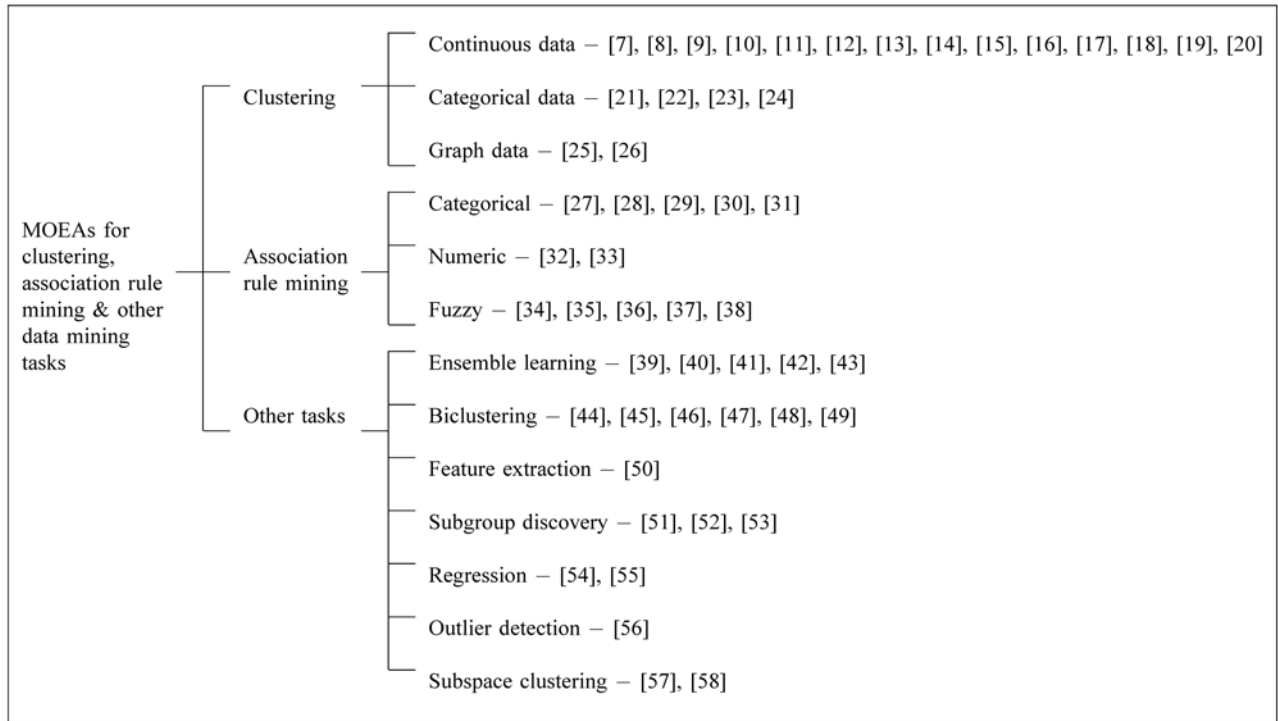 Continuous data – [7], [8], [9], [10], [11], [12], [13], [14], [15], [16], [17], [18], [19], [20]
Clustering
Categorical data – [21], [22], [23], [24]
Graph data – [25], [26]
MOEAs for
clustering,
association rule
mining & other
data mining
tasks
Association
rule mining
Categorical – [27], [28], [29], [30], [31]
Numeric – [32], [33]
Fuzzy – [34], [35], [36], [37], [38]
Other tasks
Ensemble learning – [39], [40], [41], [42], [43]
Biclustering – [44], [45], [46], [47], [48], [49]
Feature extraction – [50]
Subgroup discovery – [51], [52], [53]
Regression – [54], [55]
Outlier detection – [56]
Subspace clustering – [57], [58]